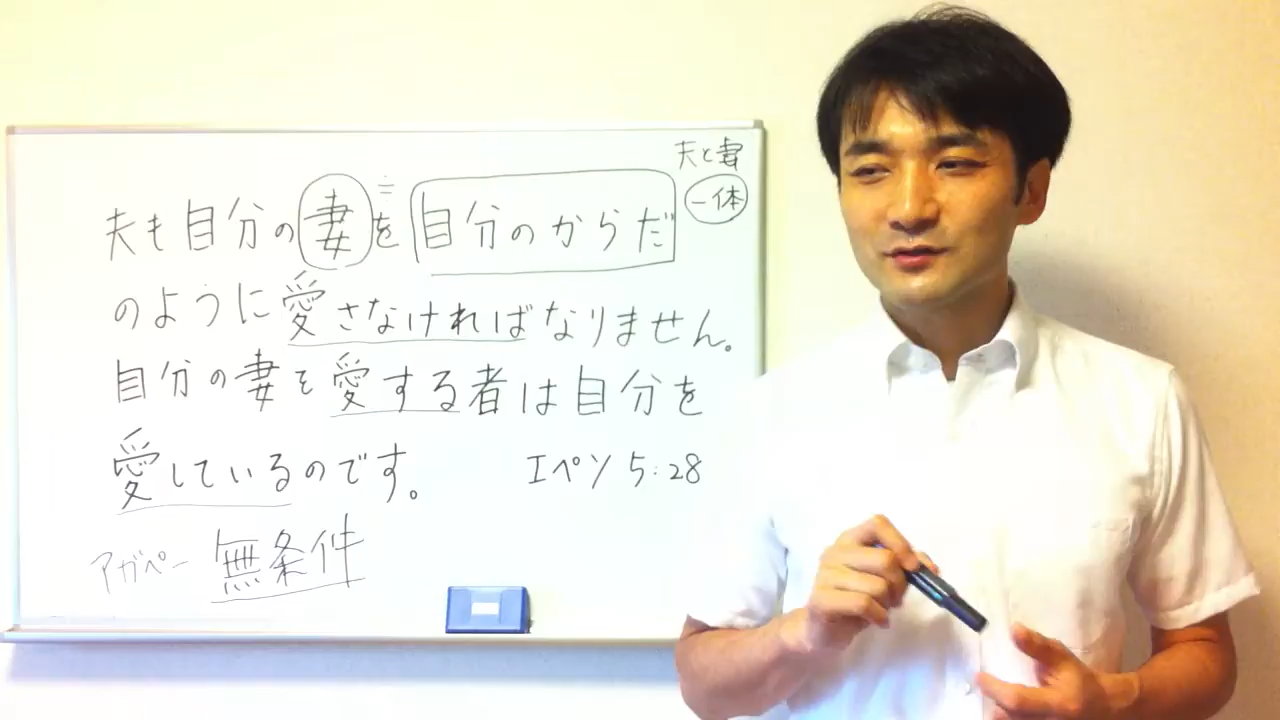 夫と妻
一体
≒
夫も自分の妻を自分のからだ
のように愛さなければなりません。
自分の妻を愛する者は自分を
愛しているのです。 エペソ 5:28
アガペー 無条件